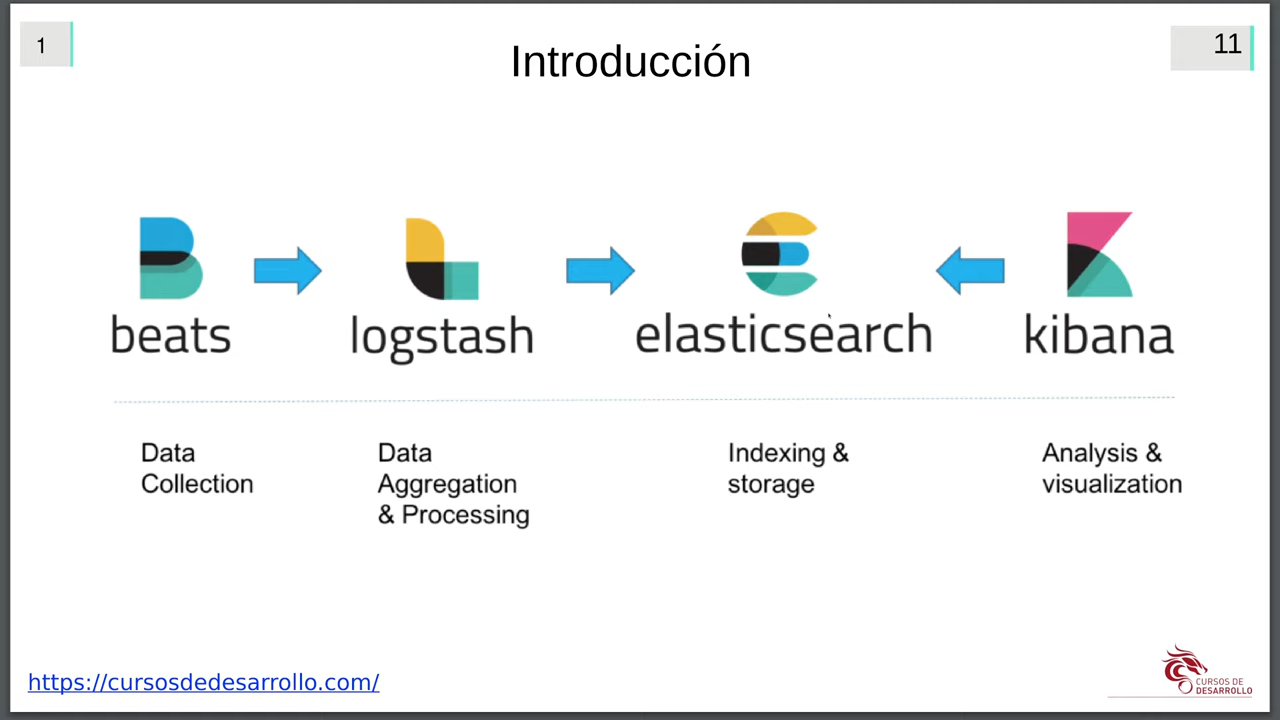 1
Introducción
11
beats
logstash
elasticsearch
kibana
Data
Collection
Data
Aggregation
& Processing
Indexing &
storage
Analysis &
visualization
https://cursosdedesarrollo.com/
CURSOS DE
DESARROLLO